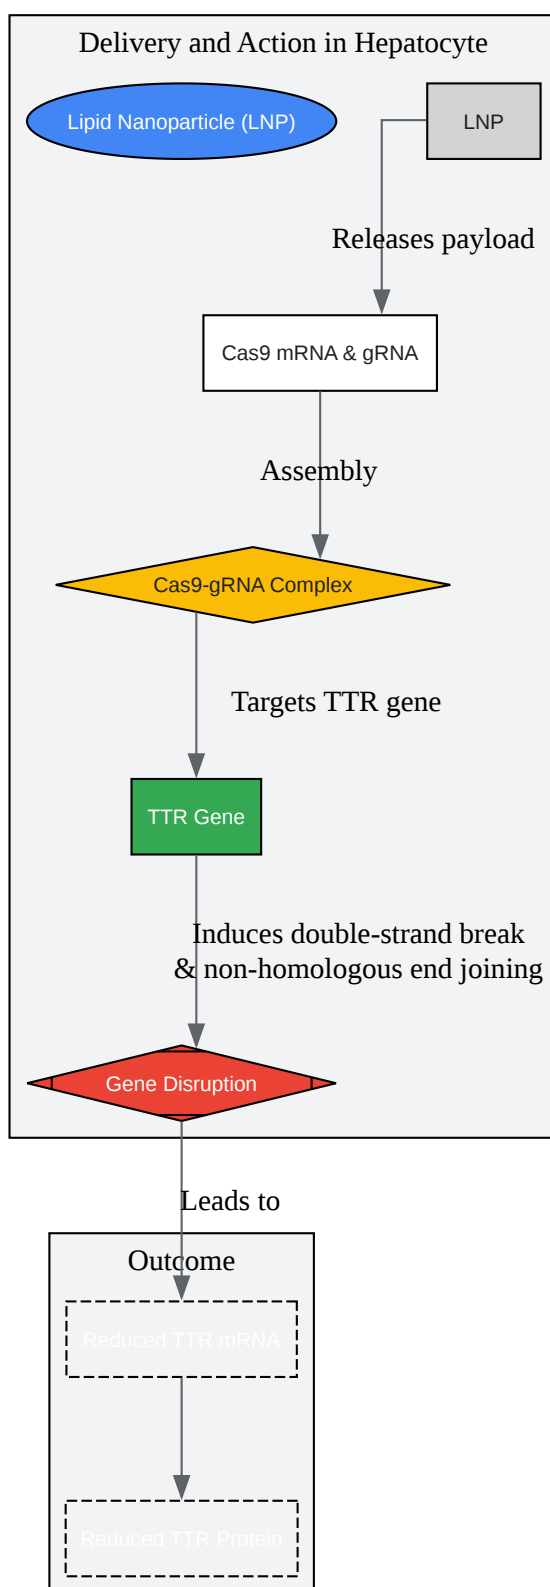 Delivery and Action in Hepatocyte
Lipid Nanoparticle (LNP)
LNP
Releases payload
Cas9 mRNA & gRNA
Assembly
Cas9-gRNA Complex
Targets TTR gene
TTR Gene
Induces double-strand break
& non-homologous end joining
Gene Disruption
Leads to
Outcome
Reduced TTR mRNA
Reduced TTR Protein